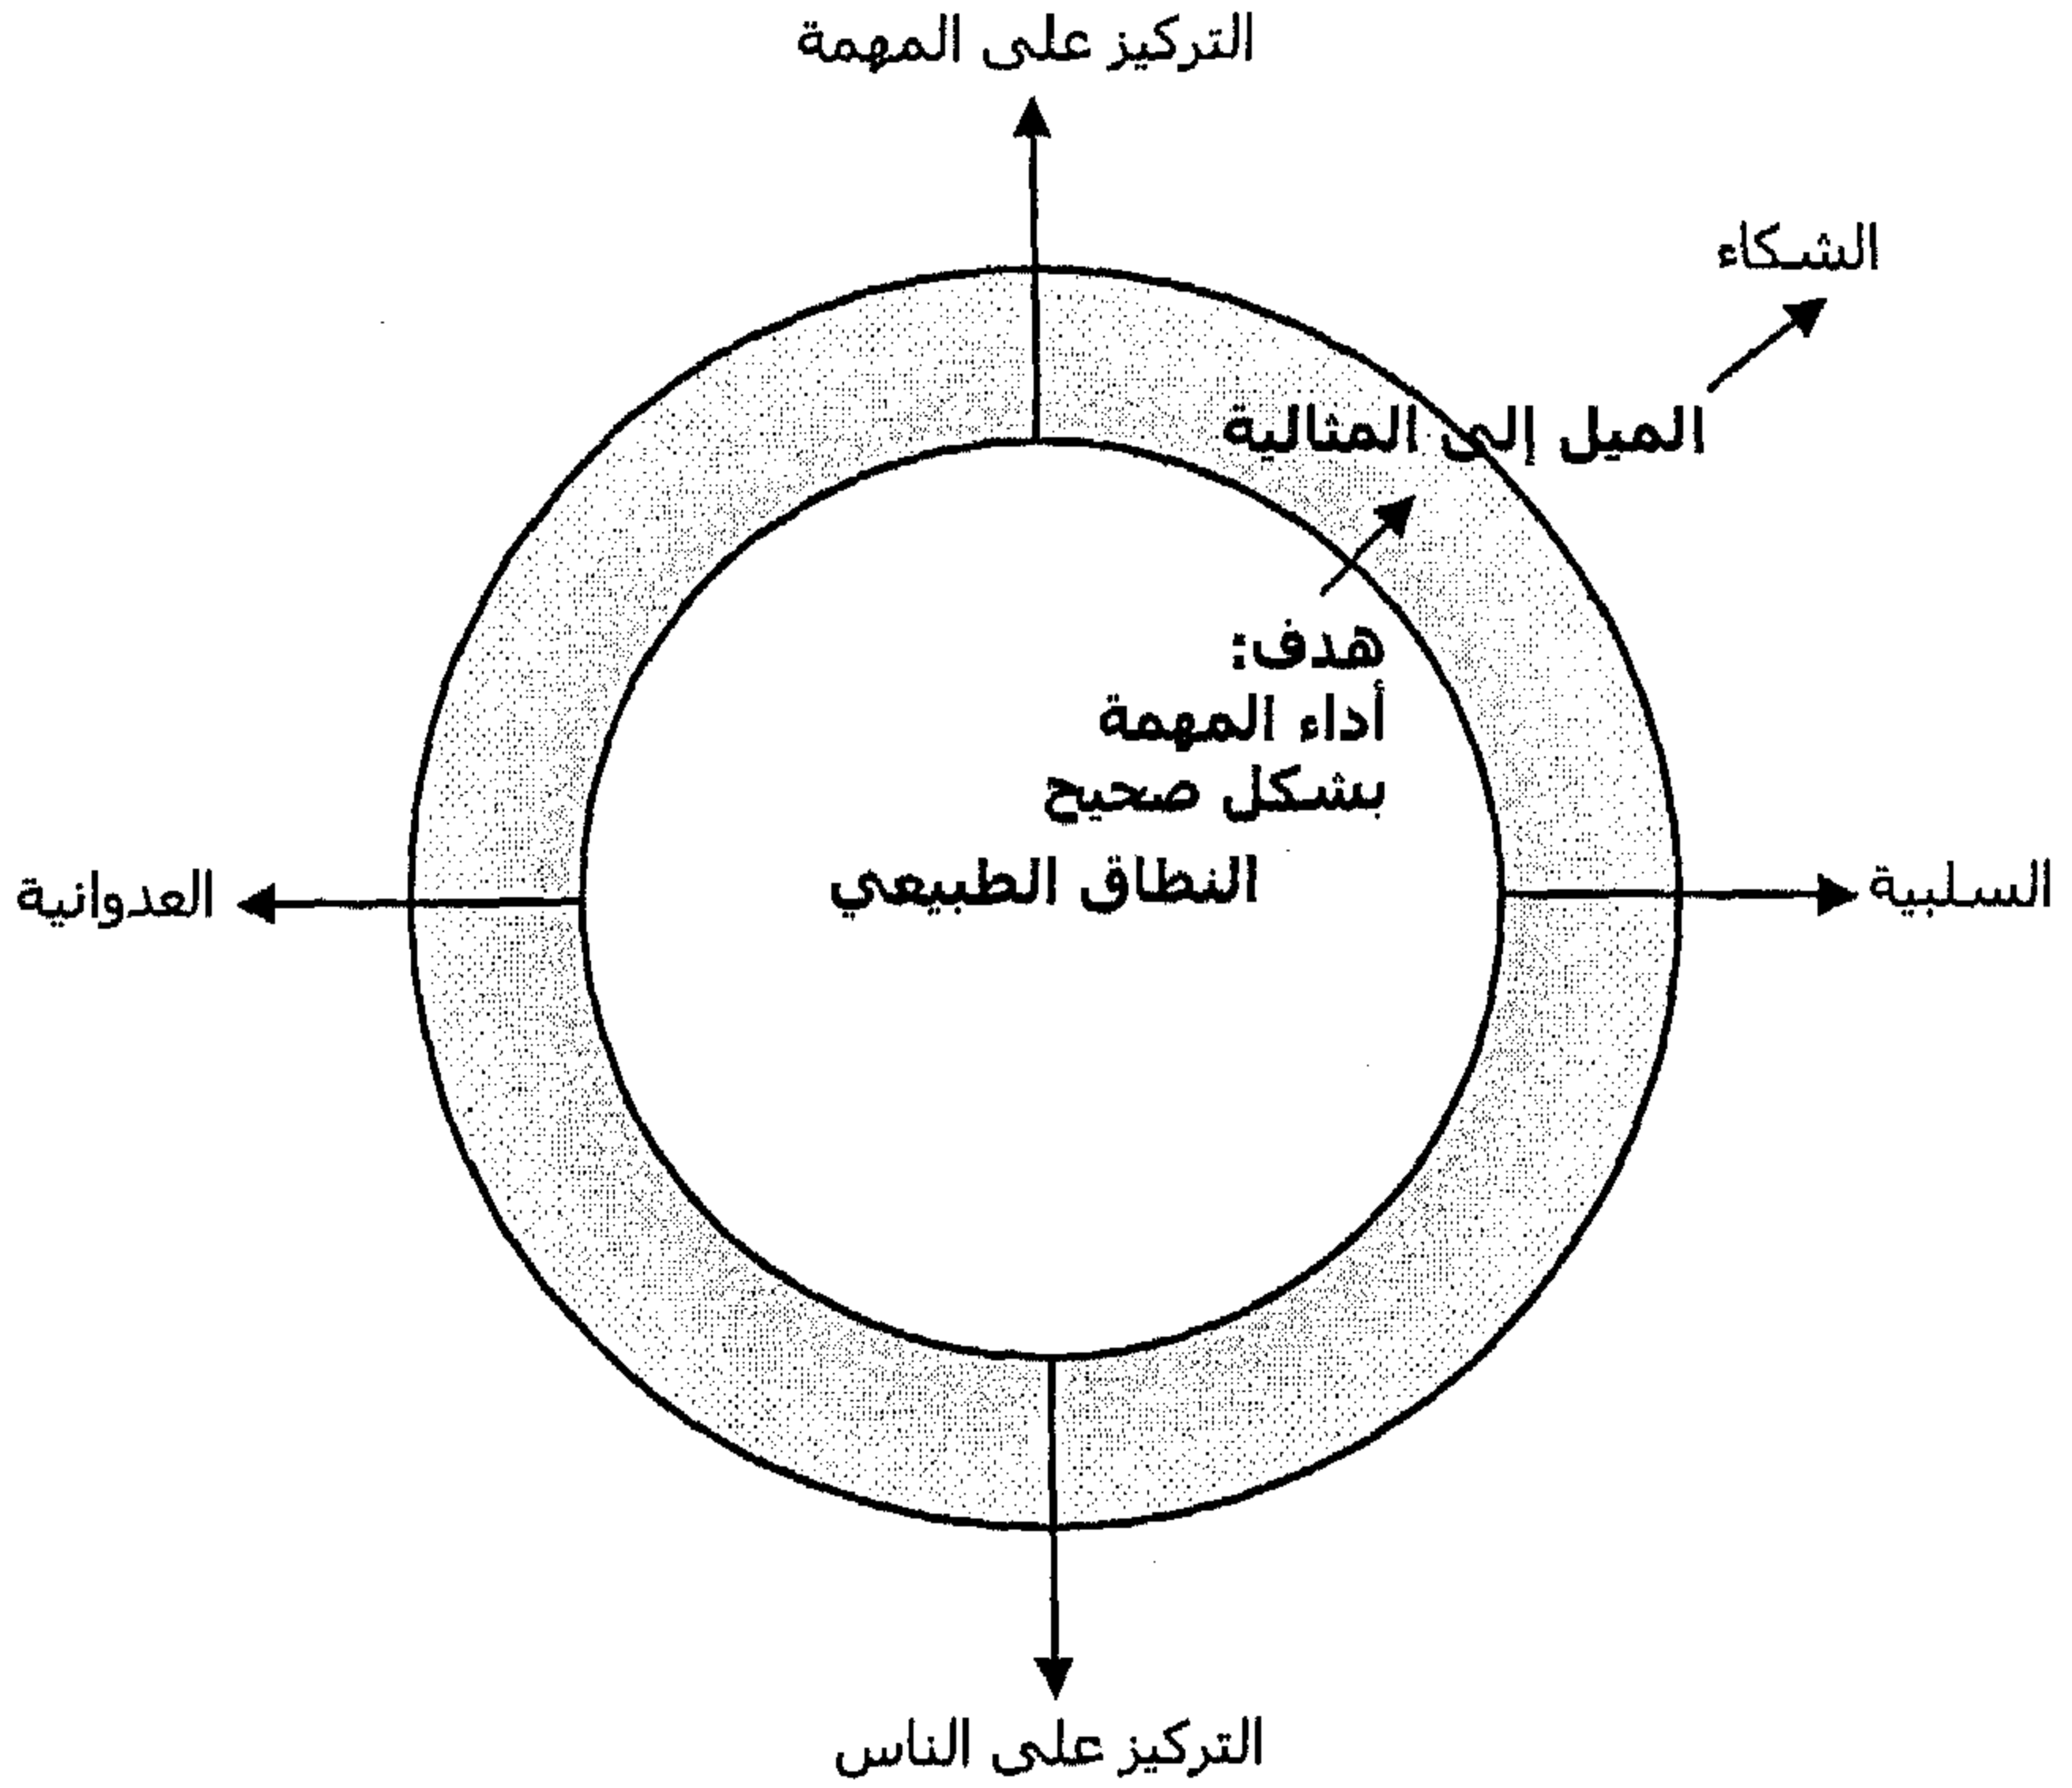 التركيز على المهمة
الشكاء
الميل إلى المثالية
هدف:
أداء المهمة
بشكل صحيح
النطاق الطبيعي
السلبية
العدوانية
التركيز على الناس